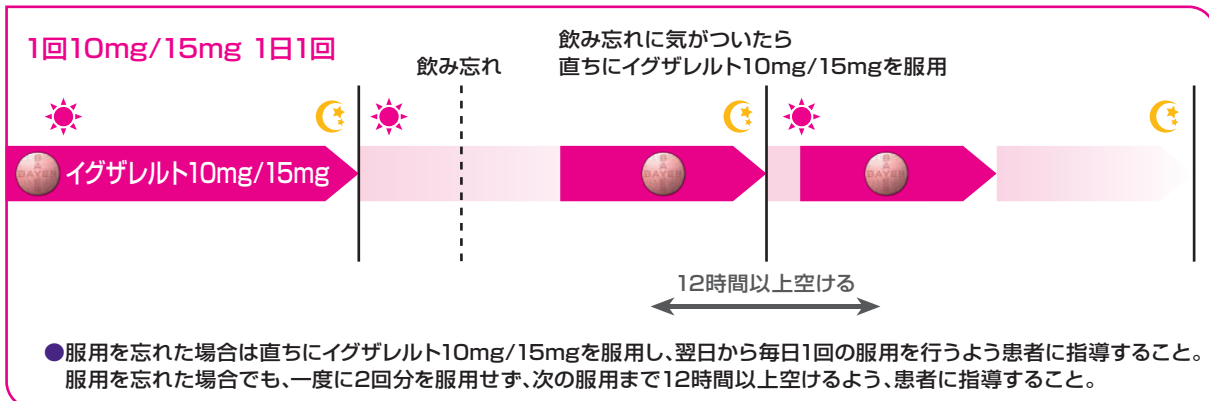 1回10mg/15mg 1日1回
飲み忘れ
飲み忘れに気がついたら
直ちにイグザレルト10mg/15mgを服用
BAYER
イグザレルト10mg/15mg
BAYER
BAYER
12時間以上空ける
●服用を忘れた場合は直ちにイグザレルト10mg/15mgを服用し、翌日から毎日1回の服用を行うよう患者に指導すること。
服用を忘れた場合でも、一度に2回分を服用せず、次の服用まで12時間以上空けるよう、患者に指導すること。